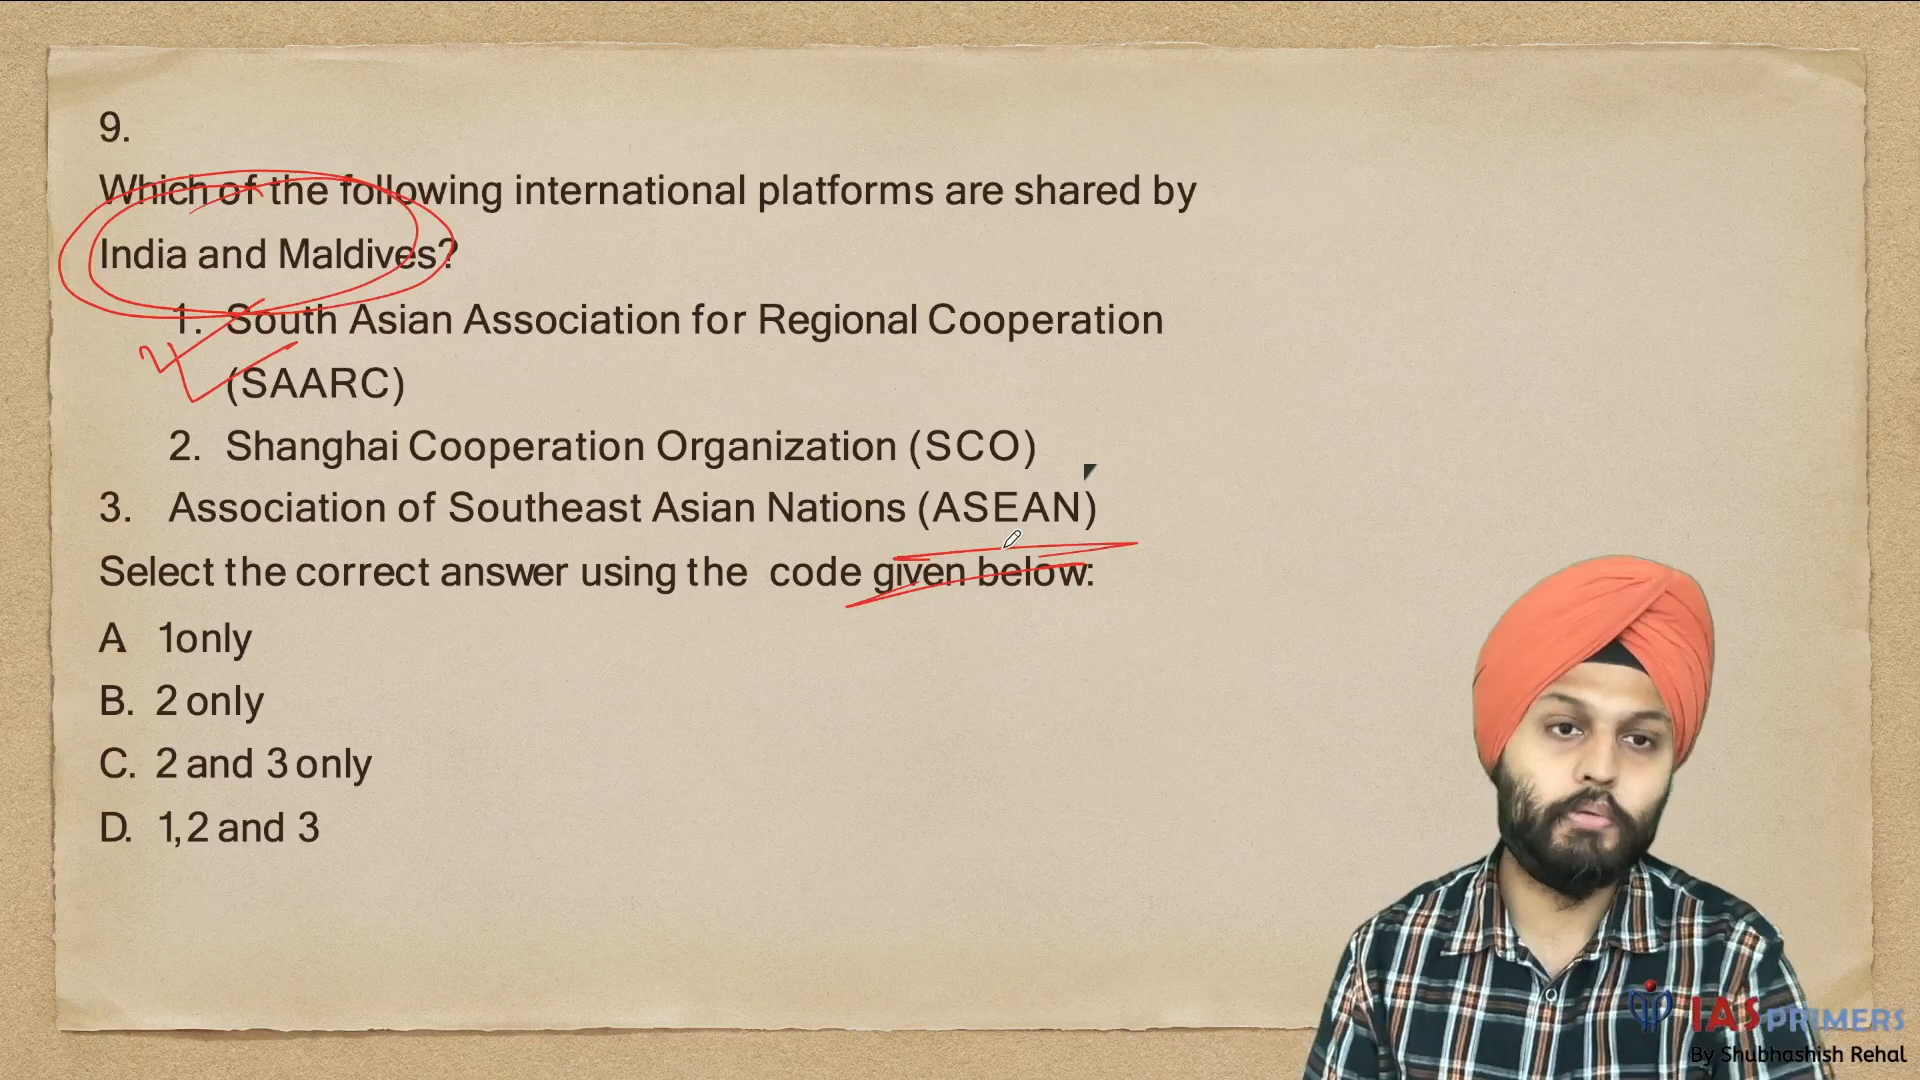 9.
Which of the following international platforms are shared by
India and Maldives?
1. South Asian Association for Regional Cooperation
(SAARC)
2. Shanghai Cooperation Organization (SCO)
3. Association of Southeast Asian Nations (ASEAN)
Select the correct answer using the code given below:
A. 1only
B. 2 only
C. 2 and 3 only
D. 1,2 and 3
IAS PRIMERS
By Shubhashish Rehal